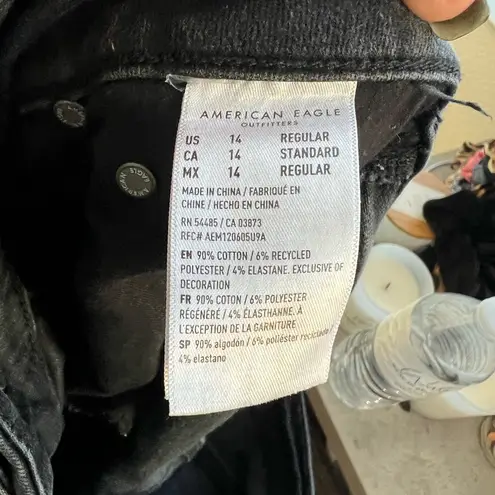 AMERICAN EAGLE
OUTFITTERS
US 14 REGULAR
CA 14 STANDARD
MX 14 REGULAR
MADE IN CHINA / FABRIQUÉ EN
CHINE / HECHO EN CHINA
RN 54485 / CA 03873
RFC# AEM120605U9A
EN 90% COTTON / 6% RECYCLED
POLYESTER / 4% ELASTANE. EXCLUSIVE OF
DECORATION
FR 90% COTON / 6% POLYESTER
RÉGÉNÉRÉ / 4% ÉLASTHANNE. À
L'EXCEPTION DE LA GARNITURE
SP 90% algodón / 6% poliéster reciclado /
4% elastano